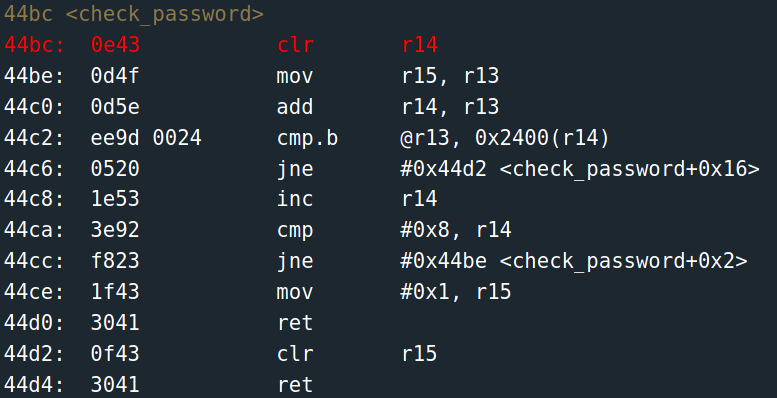 44bc <check_password>
44bc:  0e43           clr      r14
44be:  0d4f           mov      r15, r13
44c0:  0d5e           add      r14, r13
44c2:  ee9d 0024      cmp.b    @r13, 0x2400(r14)
44c6:  0520           jne      #0x44d2 <check_password+0x16>
44c8:  1e53           inc      r14
44ca:  3e92           cmp      #0x8, r14
44cc:  f823           jne      #0x44be <check_password+0x2>
44ce:  1f43           mov      #0x1, r15
44d0:  3041           ret
44d2:  0f43           clr      r15
44d4:  3041           ret